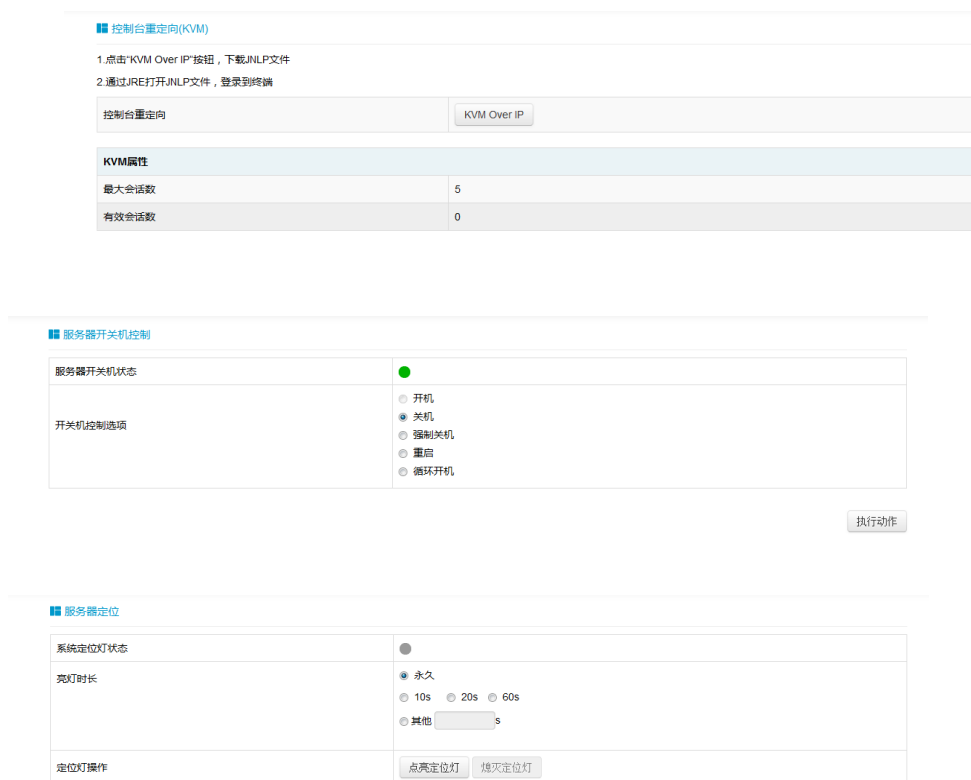 控制台重定向(KVM)
1.点击"KVM Over IP"按钮，下载JNLP文件
2.通过JRE打开JNLP文件，登录到终端
控制台重定向 KVM Over IP
KVM属性
最大会话数 5
有效会话数 0
服务器开关机控制
服务器开关机状态
开机
关机
开关机控制选项 强制关机
重启
循环开机
执行动作
服务器定位
系统定位灯状态
亮灯时长 永久
10s 20s 60s
其他 s
定位灯操作 点亮定位灯 熄灭定位灯